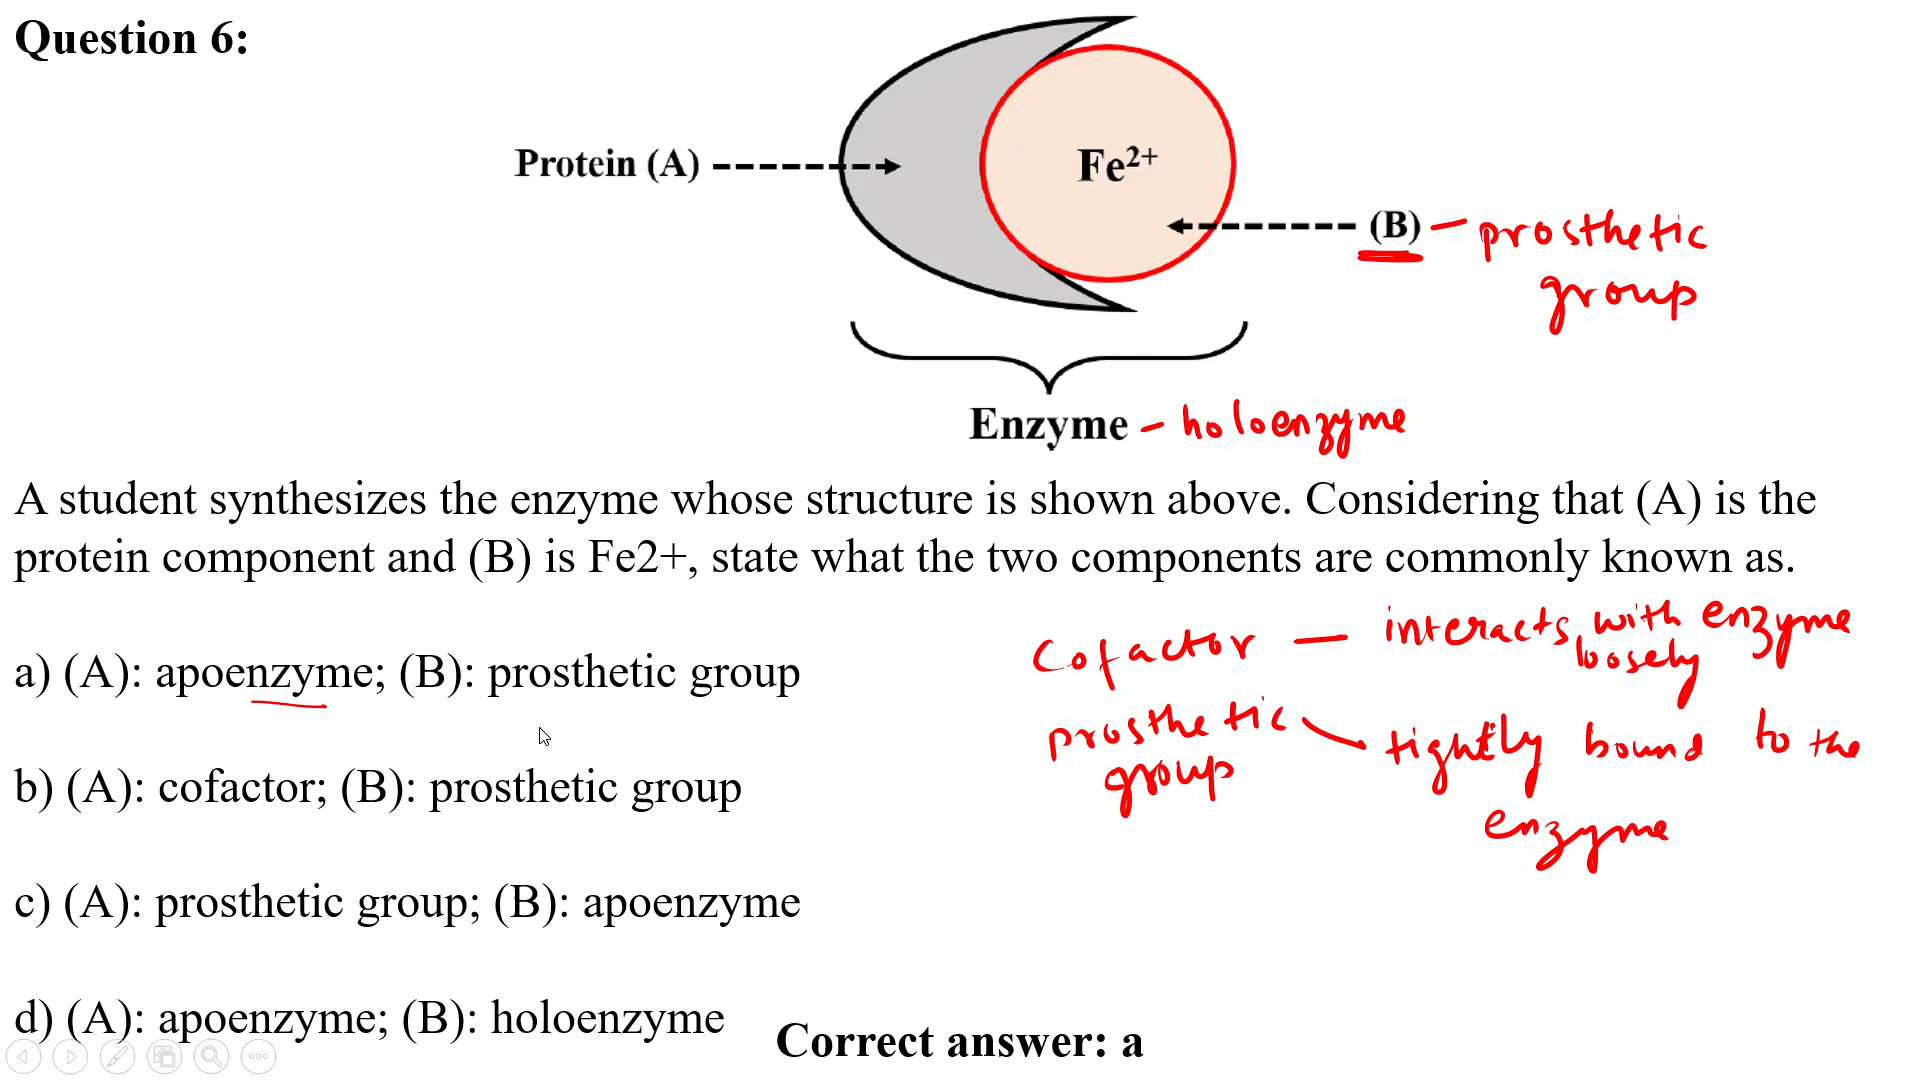 Question 6:
Protein (A)
Fe2+
(B) – prosthetic
group
Enzyme – holoenzyme
A student synthesizes the enzyme whose structure is shown above. Considering that (A) is the
protein component and (B) is Fe2+, state what the two components are commonly known as.
Cofactor — interacts with enzyme
loosely
a) (A): apoenzyme; (B): prosthetic group
prosthetic
group
tightly bound to the
enzyme
b) (A): cofactor; (B): prosthetic group
c) (A): prosthetic group; (B): apoenzyme
d) (A): apoenzyme; (B): holoenzyme
Correct answer: a